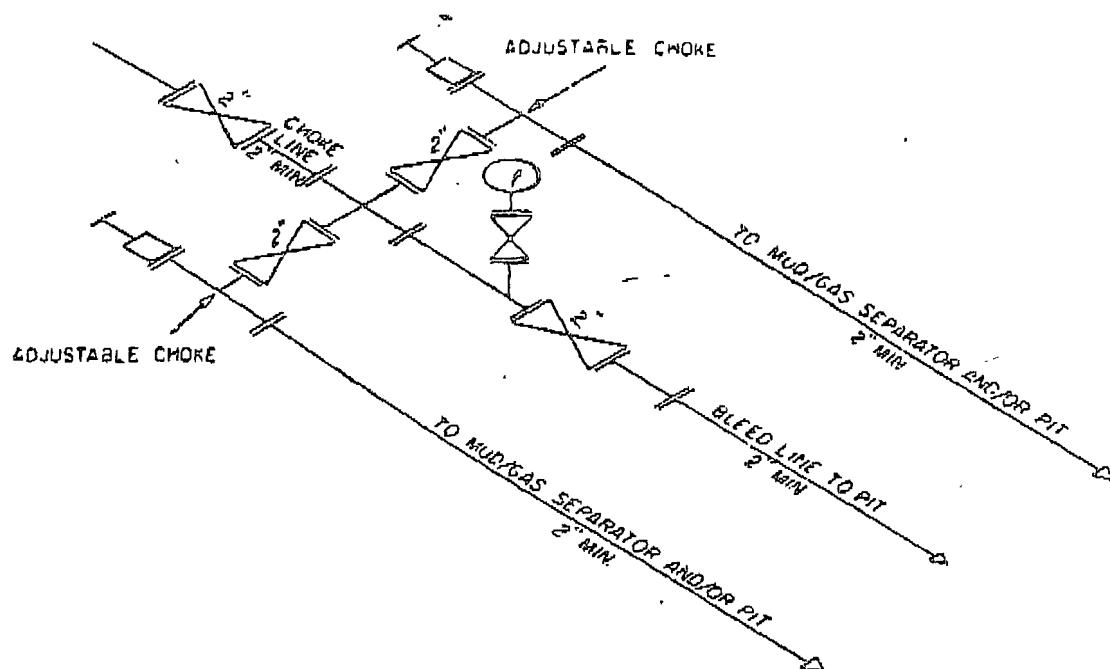 ADJUSTABLE CHOKE
2"
CHOKE
LINE
2" MIN
2"
2"
P
2"
ADJUSTABLE CHOKE
TO MUD/GAS SEPARATOR AND/OR PIT
2" MIN
BLEED LINE TO PIT
2" MIN
TO MUD/GAS SEPARATOR AND/OR PIT
2" MIN.